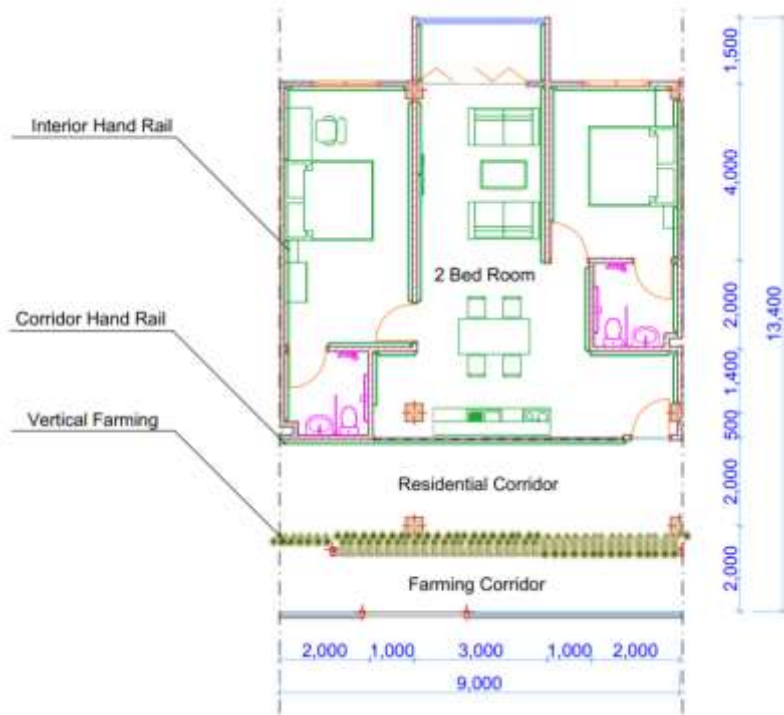 Interior Hand Rail
Corridor Hand Rail
Vertical Farming
2 Bed Room
Residential Corridor
Farming Corridor
1,500
4,000
2,000
1,400
500
2,000
2,000
13,400
2,000
1,000
3,000
1,000
2,000
9,000